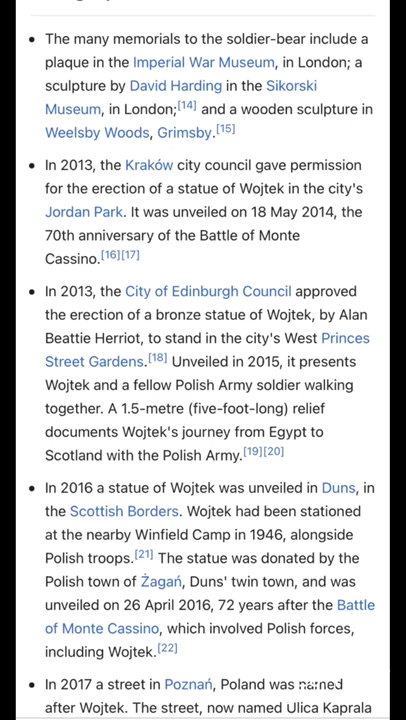 • The many memorials to the soldier-bear include a
plaque in the Imperial War Museum, in London; a
sculpture by David Harding in the Sikorski
Museum, in London;[14] and a wooden sculpture in
Weelsby Woods, Grimsby.[15]
• In 2013, the Kraków city council gave permission
for the erection of a statue of Wojtek in the city's
Jordan Park. It was unveiled on 18 May 2014, the
70th anniversary of the Battle of Monte
Cassino.[16][17]
• In 2013, the City of Edinburgh Council approved
the erection of a bronze statue of Wojtek, by Alan
Beattie Herriot, to stand in the city's West Princes
Street Gardens.[18] Unveiled in 2015, it presents
Wojtek and a fellow Polish Army soldier walking
together. A 1.5-metre (five-foot-long) relief
documents Wojtek's journey from Egypt to
Scotland with the Polish Army.[19][20]
• In 2016 a statue of Wojtek was unveiled in Duns, in
the Scottish Borders. Wojtek had been stationed
at the nearby Winfield Camp in 1946, alongside
Polish troops.[21] The statue was donated by the
Polish town of Żagań, Duns' twin town, and was
unveiled on 26 April 2016, 72 years after the Battle
of Monte Cassino, which involved Polish forces,
including Wojtek.[22]
• In 2017 a street in Poznań, Poland was named
after Wojtek. The street, now named Ulica Kaprala